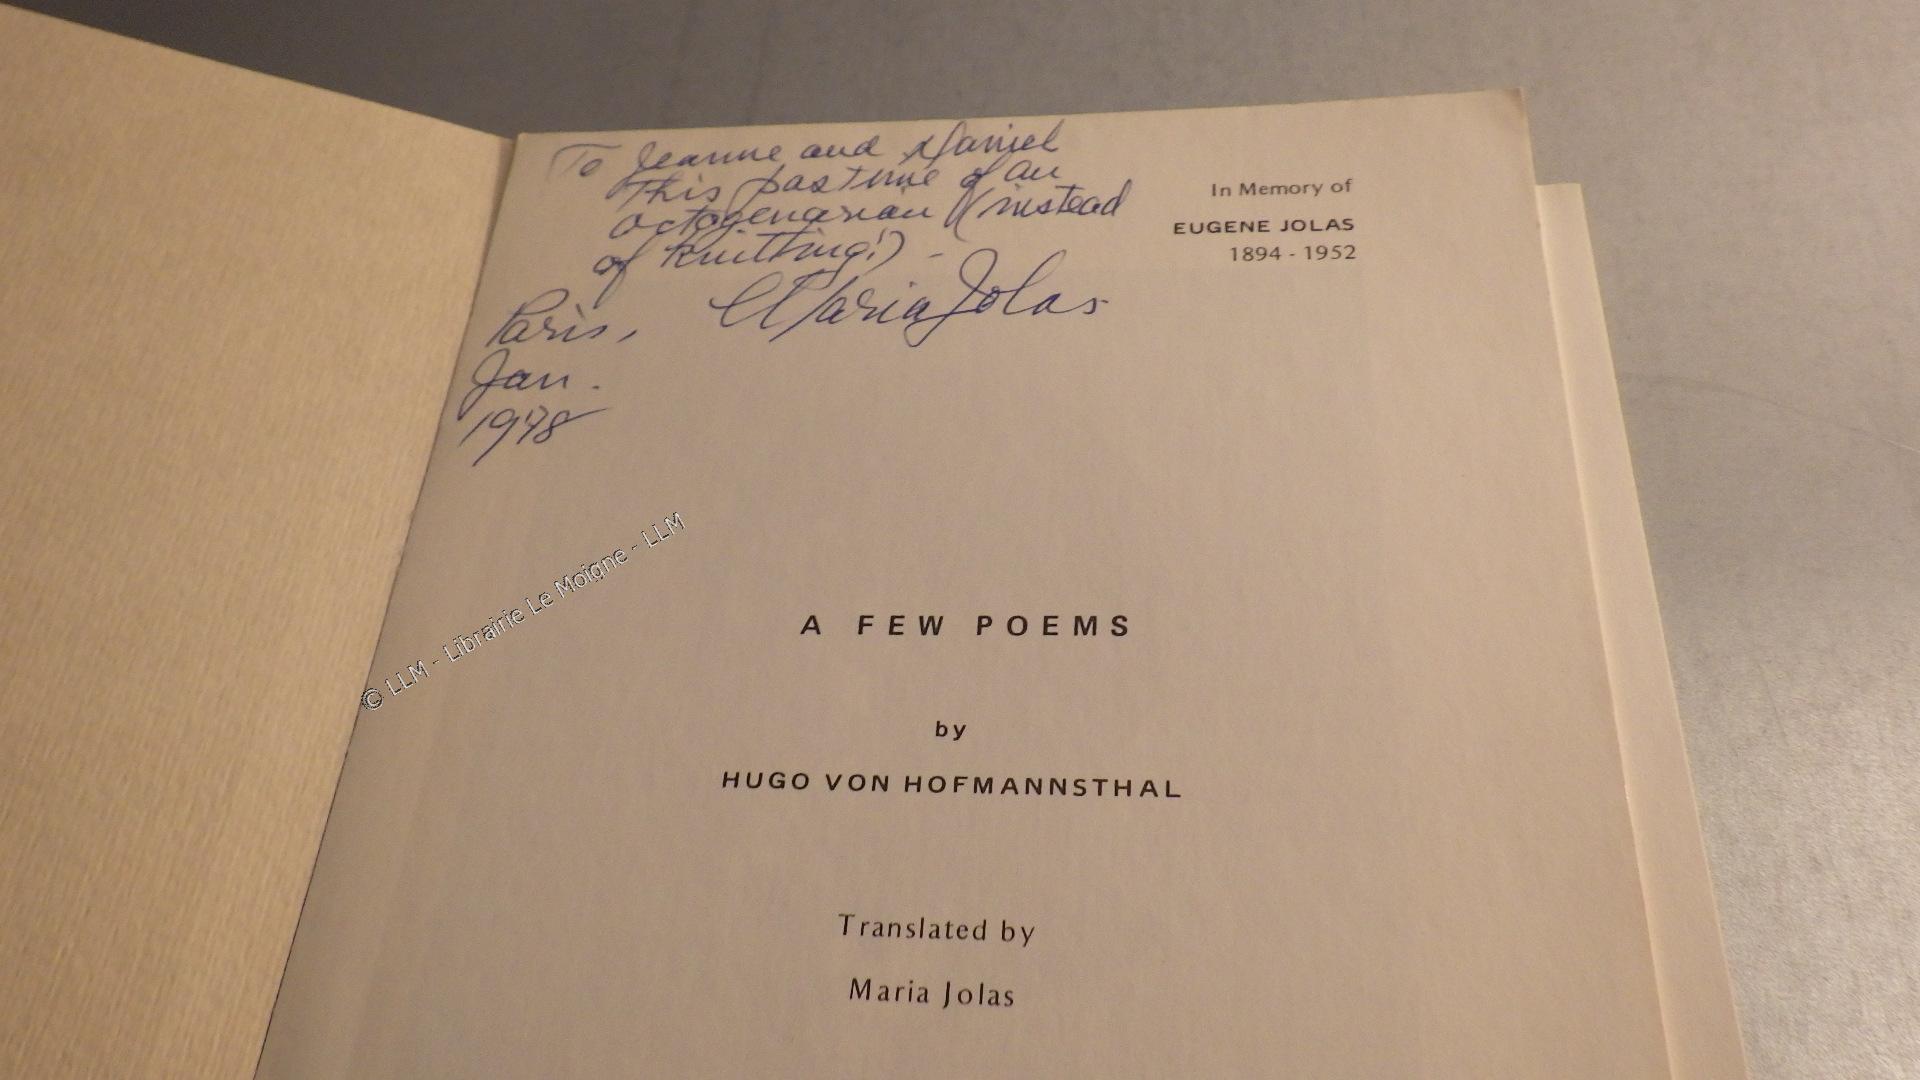 To Jeanne and Daniel
This pastime of an
octogenarian (instead
of knitting!) -
Maria Jolas
Paris,
Jan.
1978
In Memory of
EUGENE JOLAS
1894 - 1952
A FEW POEMS
by
HUGO VON HOFMANNSTHAL
Translated by
Maria Jolas
© LLM - Librairie Le Moigne - LLM